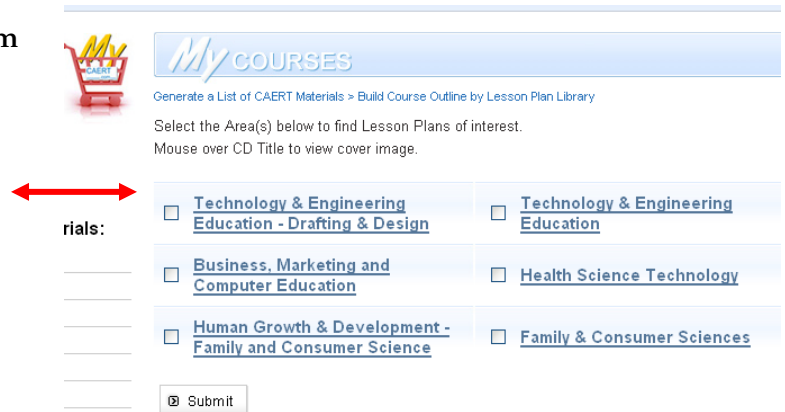 m
My
CAERT
My COURSES
Generate a List of CAERT Materials > Build Course Outline by Lesson Plan Library
Select the Area(s) below to find Lesson Plans of interest.
Mouse over CD Title to view cover image.
rials:
Technology & Engineering
Education - Drafting & Design
Technology & Engineering
Education
Business, Marketing and
Computer Education
Health Science Technology
Human Growth & Development -
Family and Consumer Science
Family & Consumer Sciences
Submit